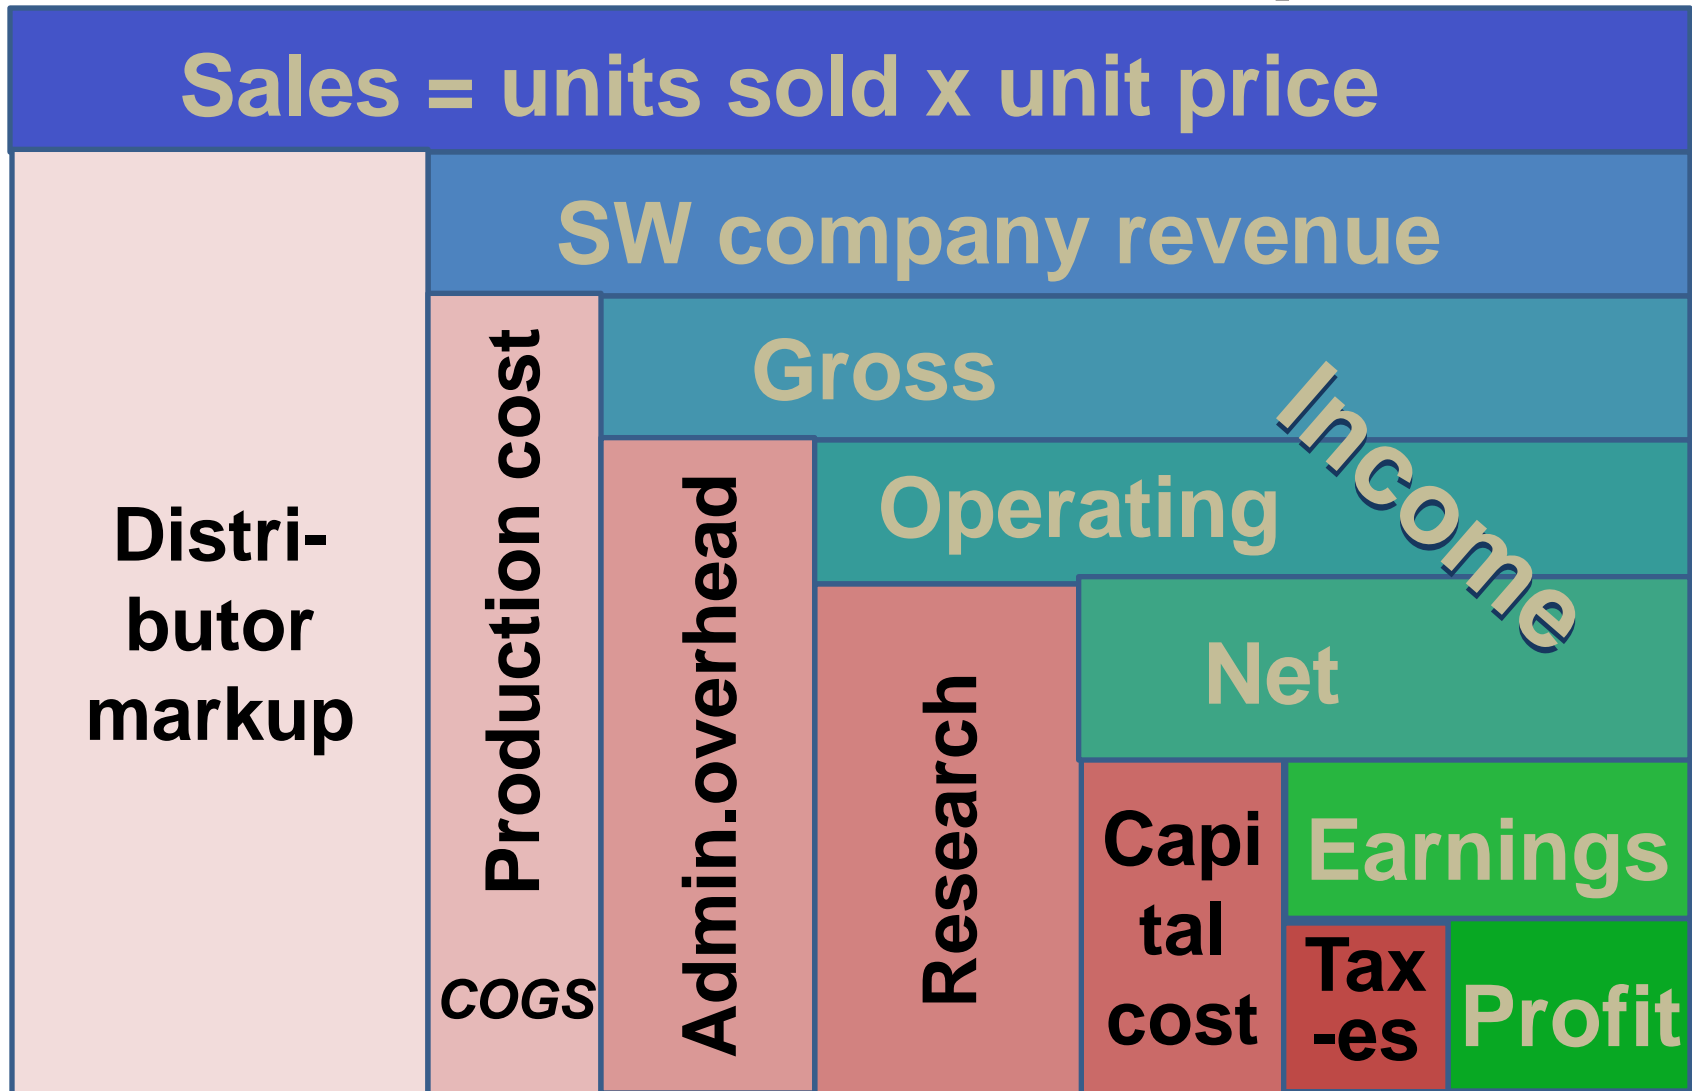 Sales = units sold x unit price
SW company revenue
Gross
Income
Operating
Net
Distri-
butor
markup
Production cost
COGS
Admin.overhead
Research
Capi
tal
cost
Earnings
Tax
-es
Profit